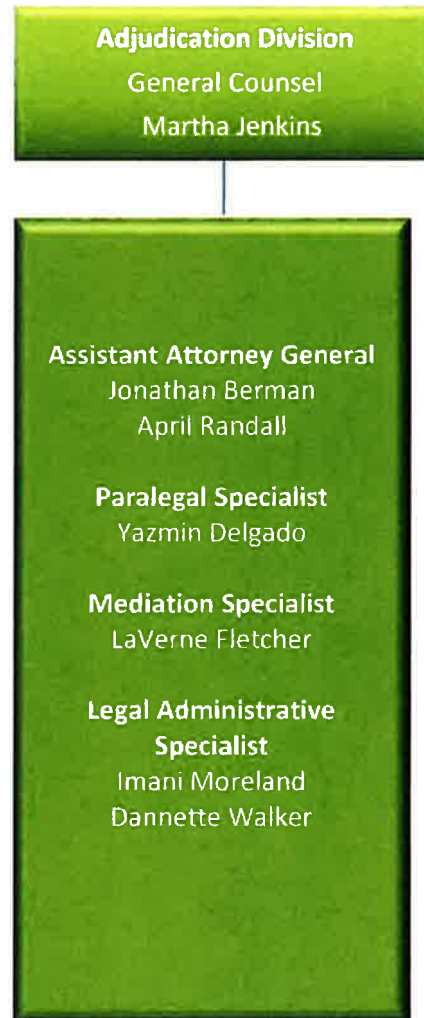 Adjudication Division
General Counsel
Martha Jenkins
Assistant Attorney General
Jonathan Berman
April Randall
Paralegal Specialist
Yazmin Delgado
Mediation Specialist
LaVerne Fletcher
Legal Administrative
Specialist
Imani Moreland
Dannette Walker